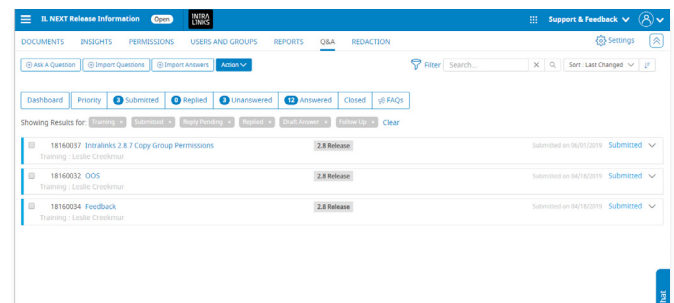 IL NEXT Release Information Open INTRA LINKS Support & Feedback
DOCUMENTS INSIGHTS PERMISSIONS USERS AND GROUPS REPORTS Q&A REDACTION Settings
Ask A Question Import Questions Import Answers Action Filter Search... Sort : Last Changed
Dashboard Priority 3 Submitted 0 Replied 3 Unanswered 12 Answered Closed FAQs
Showing Results for: Training × Submitted × Reply Pending × Replied × Draft Answer × Follow Up × Clear
18160037 Intralinks 2.8.7 Copy Group Permissions 2.8 Release Submitted on 06/01/2019 Submitted
Training : Leslie Creekmur
18160032 OOS 2.8 Release Submitted on 04/18/2019 Submitted
Training : Leslie Creekmur
18160034 Feedback 2.8 Release Submitted on 04/18/2019 Submitted
Training : Leslie Creekmur